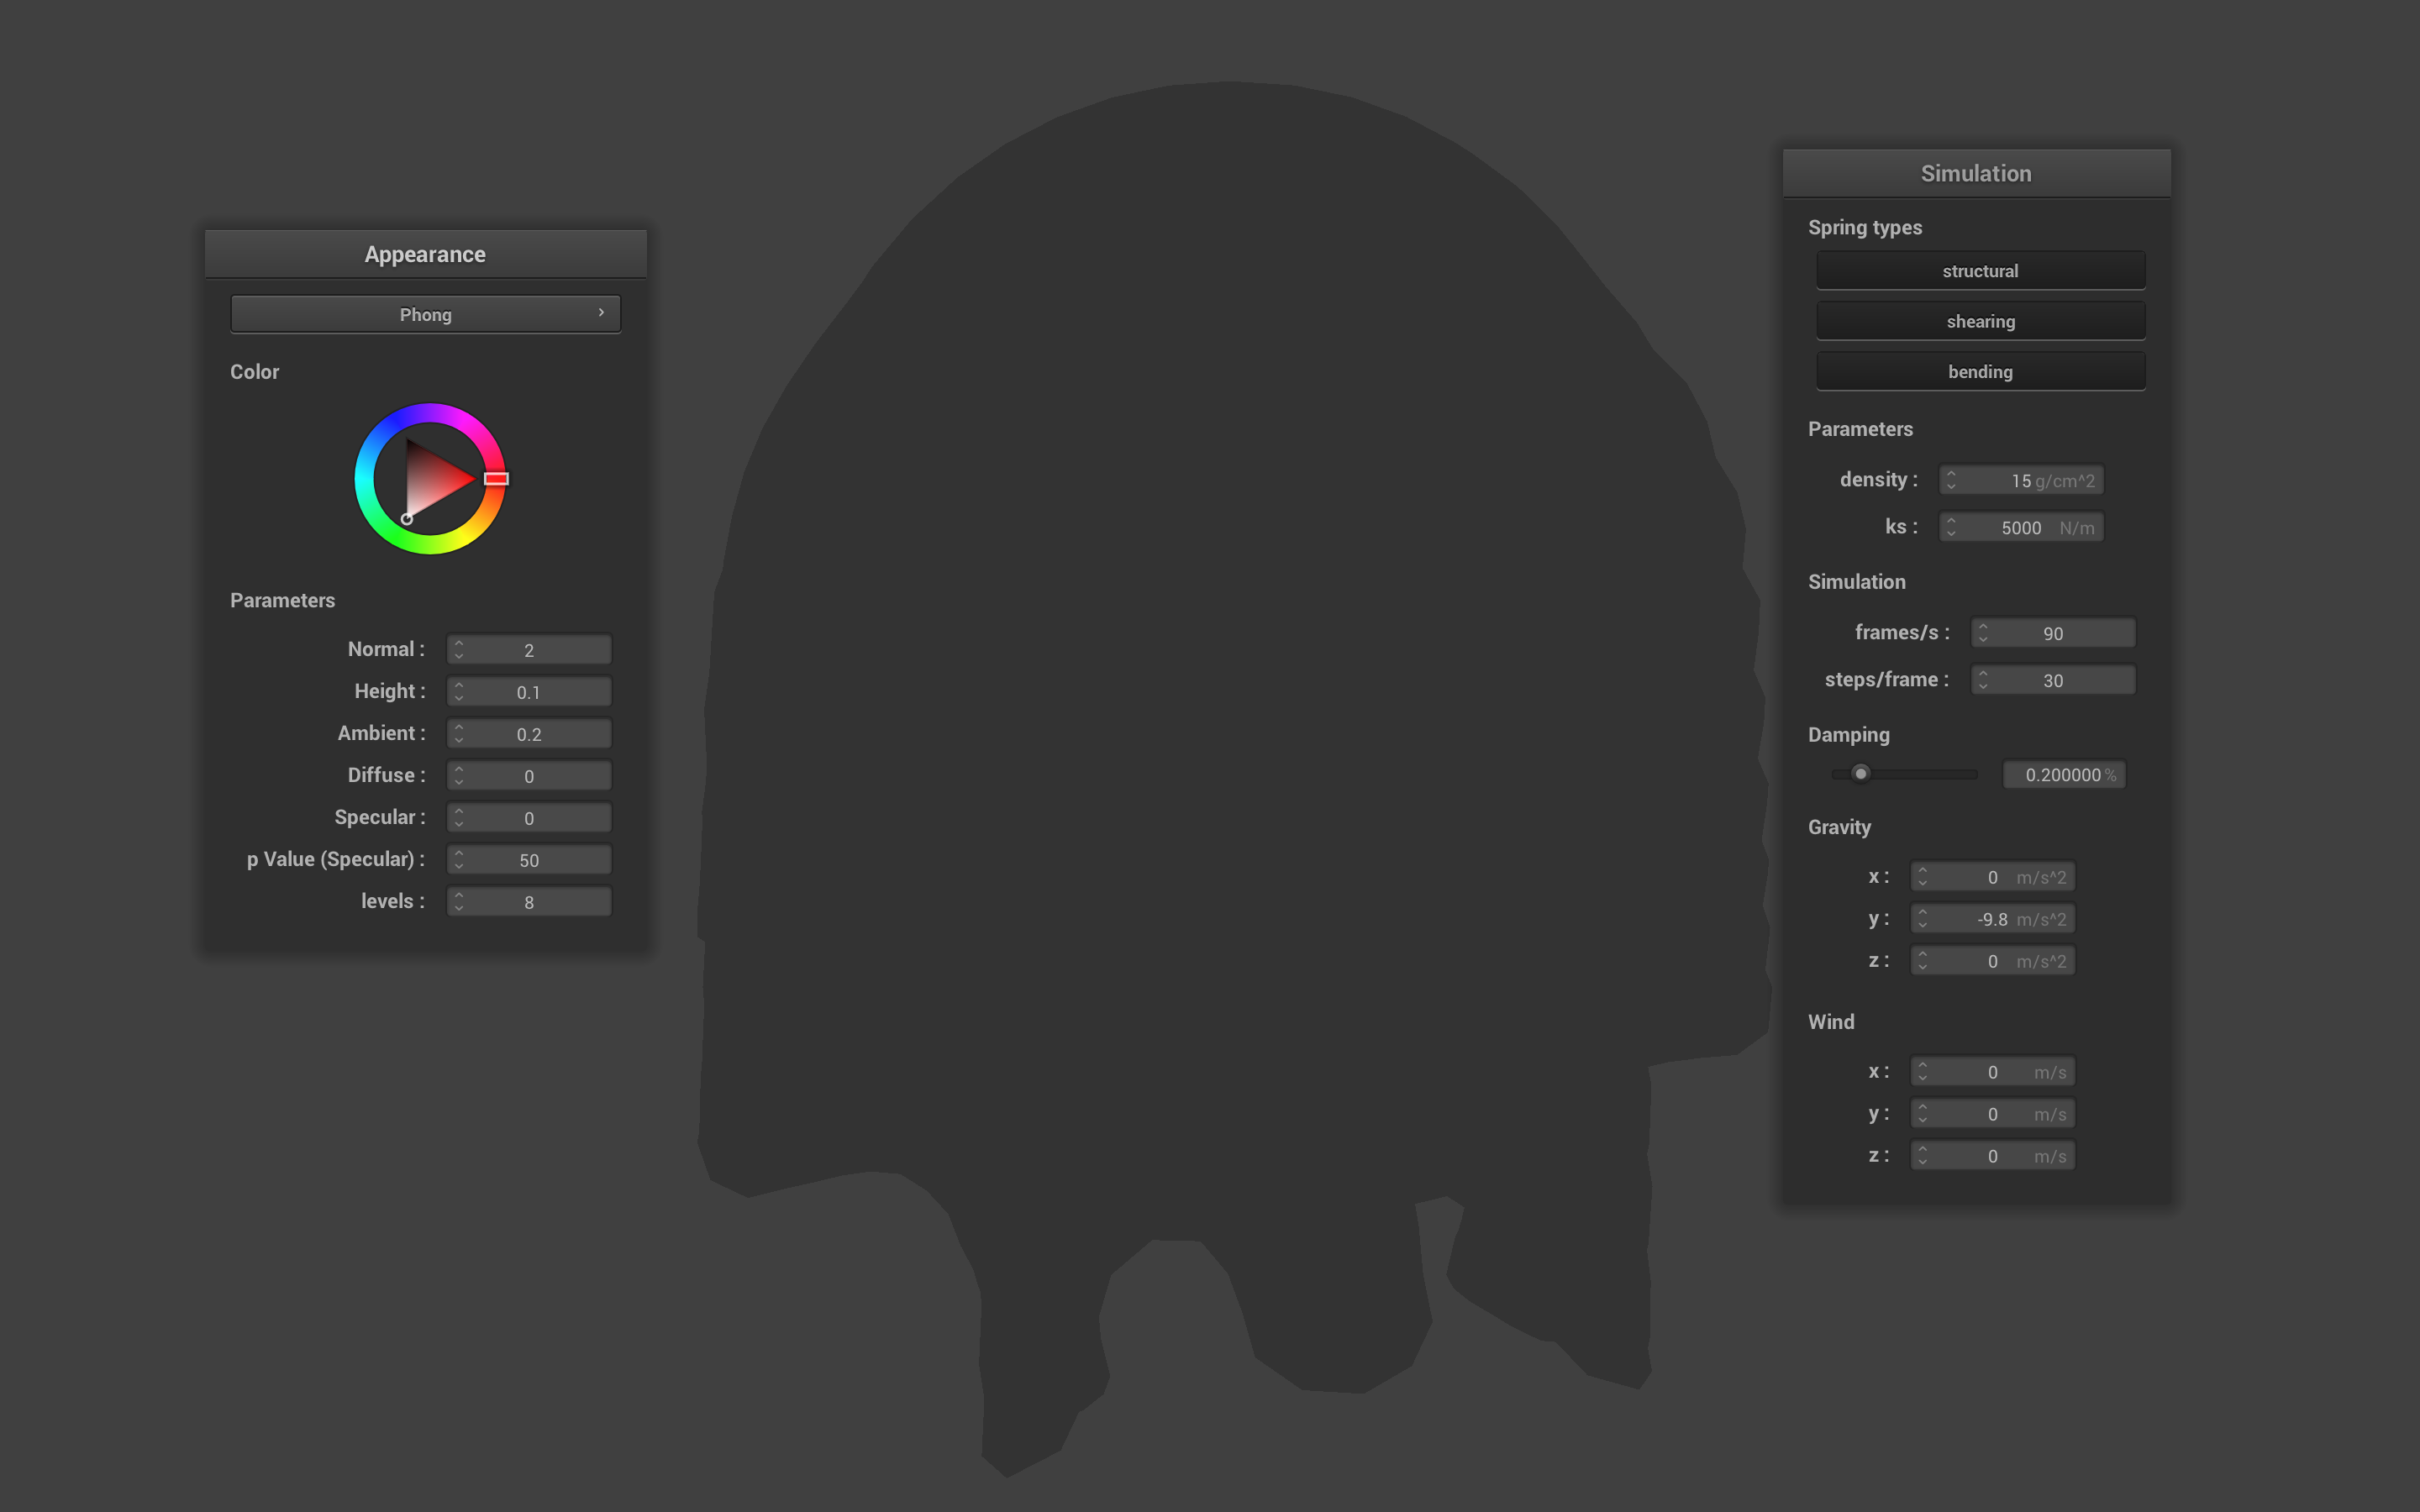 Appearance
Phong
Color
Parameters
Normal : 2
Height : 0.1
Ambient : 0.2
Diffuse : 0
Specular : 0
p Value (Specular) : 50
levels : 8
Simulation
Spring types
structural
shearing
bending
Parameters
density : 15 g/cm^2
ks : 5000 N/m
Simulation
frames/s : 90
steps/frame : 30
Damping
0.200000 %
Gravity
x : 0 m/s^2
y : -9.8 m/s^2
z : 0 m/s^2
Wind
x : 0 m/s
y : 0 m/s
z : 0 m/s